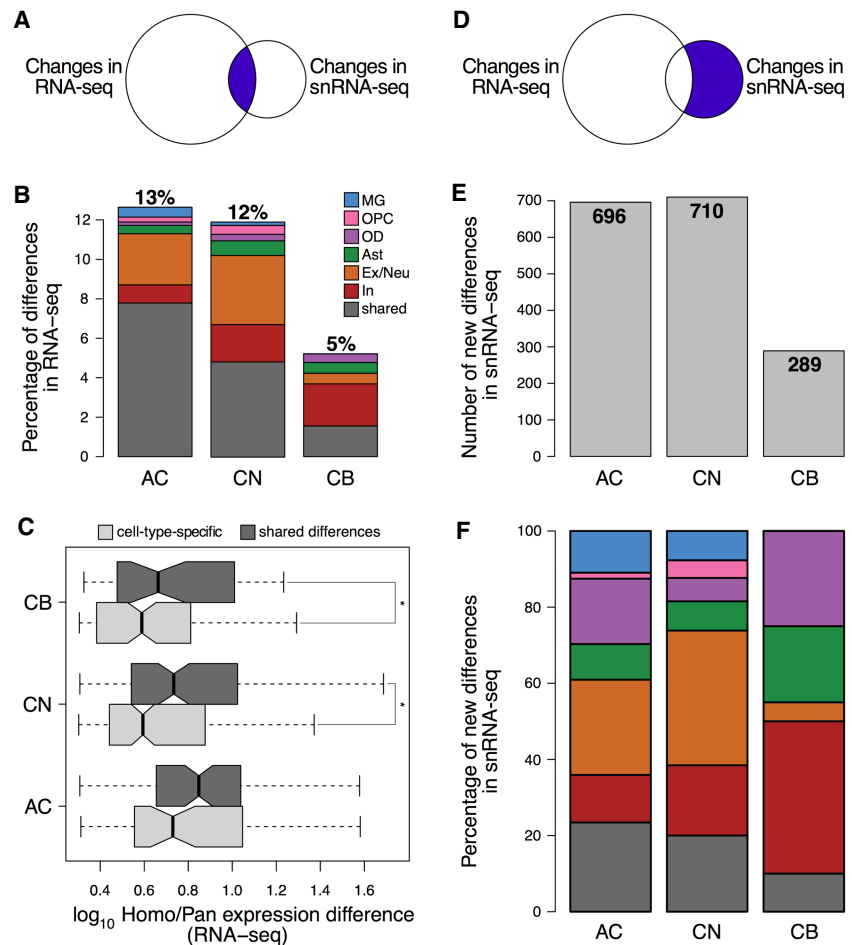 A
Changes in
RNA-seq
Changes in
snRNA-seq
D
Changes in
RNA-seq
Changes in
snRNA-seq
B
Percentage of differences
in RNA−seq
12
10
8
6
4
2
0
13%
12%
5%
MG
OPC
OD
Ast
Ex/Neu
In
shared
AC
CN
CB
E
Number of new differences
in snRNA−seq
700
600
500
400
300
200
100
0
696
710
289
AC
CN
CB
C
cell-type-specific
shared differences
CB
CN
AC
*
*
0.4
0.6
0.8
1.0
1.2
1.4
1.6
log10 Homo/Pan expression difference
(RNA−seq)
F
Percentage of new differences
in snRNA-seq
100
80
60
40
20
0
AC
CN
CB